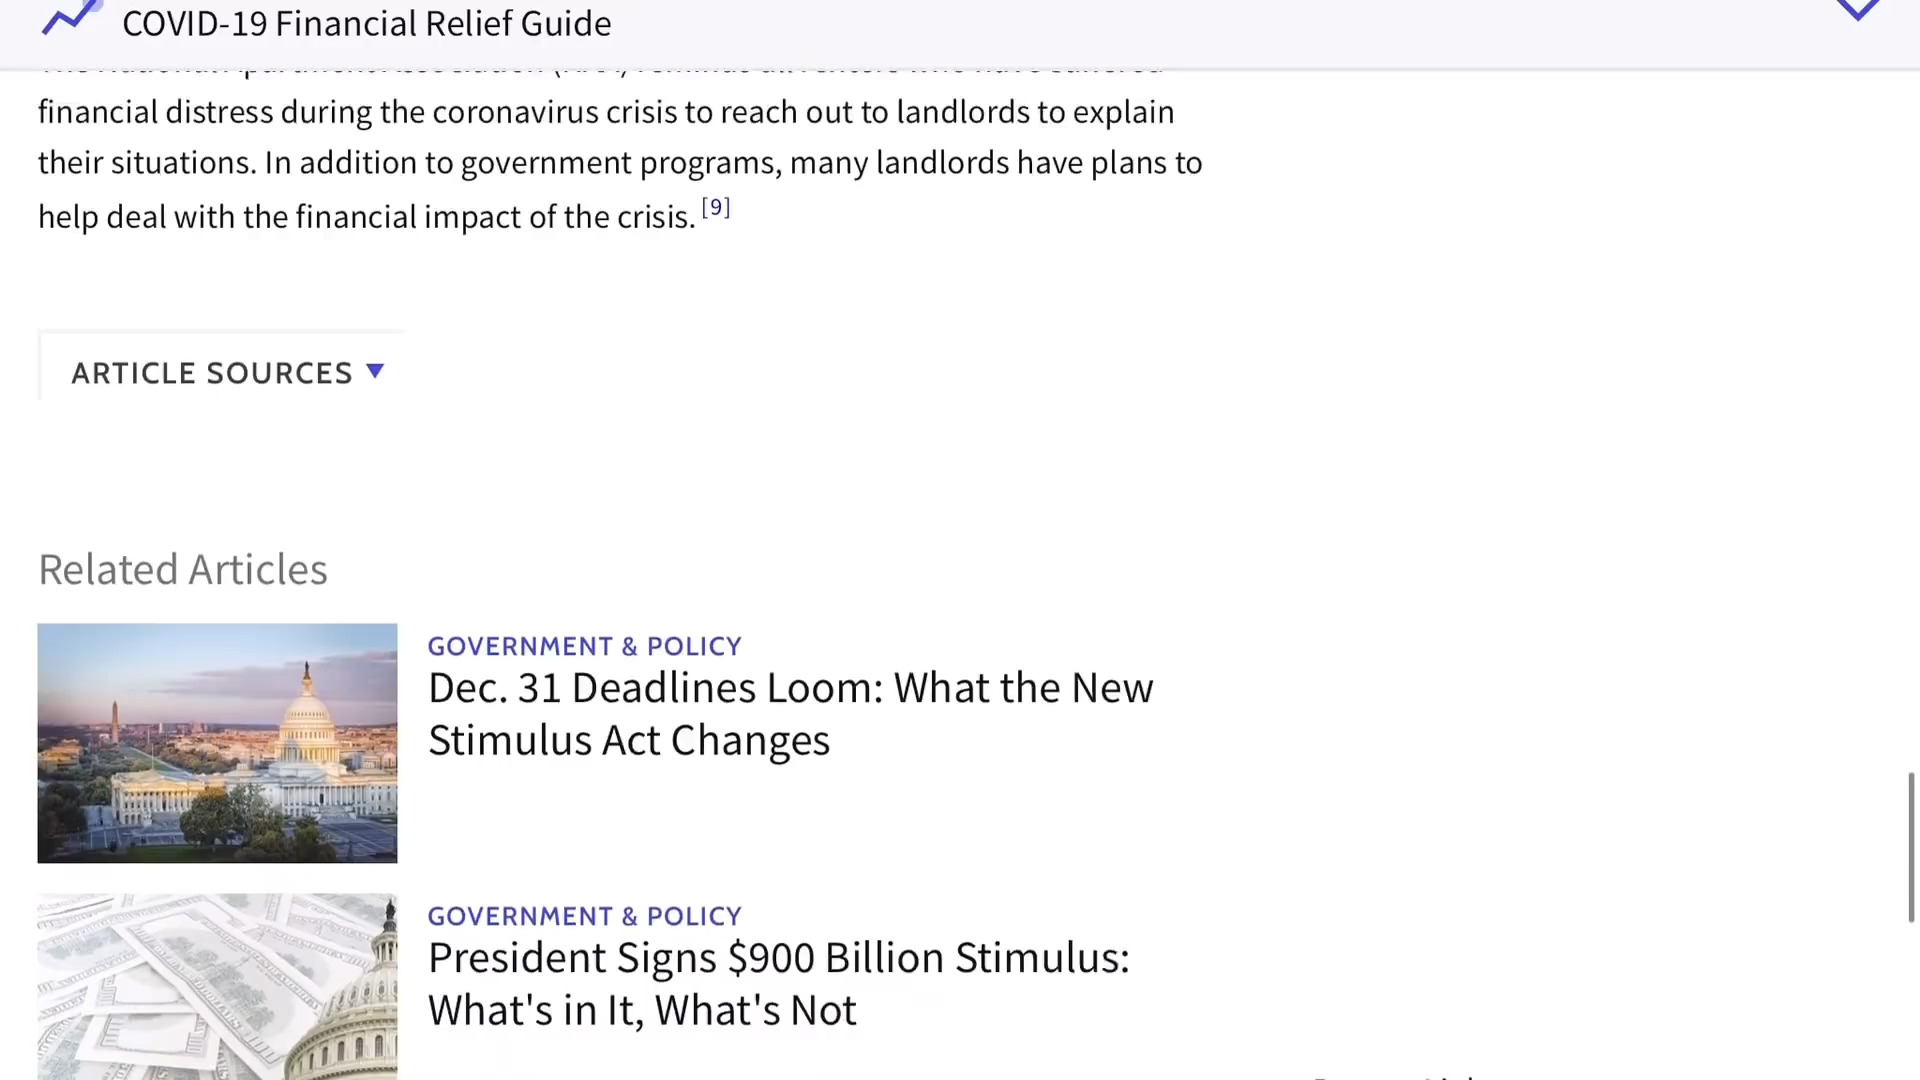 COVID-19 Financial Relief Guide
financial distress during the coronavirus crisis to reach out to landlords to explain
their situations. In addition to government programs, many landlords have plans to
help deal with the financial impact of the crisis. [9]
ARTICLE SOURCES
Related Articles
GOVERNMENT & POLICY
Dec. 31 Deadlines Loom: What the New
Stimulus Act Changes
GOVERNMENT & POLICY
President Signs $900 Billion Stimulus:
What's in It, What's Not